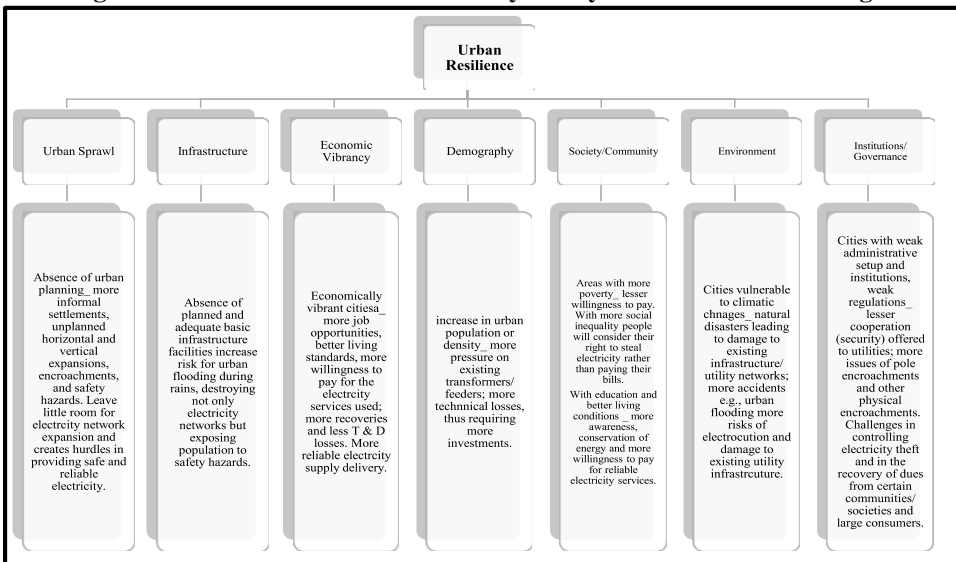 Urban
Resilience
Urban Sprawl
Infrastructure
Economic
Vibrancy
Demography
Society/Community
Environment
Institutions/
Governance
Absence of urban
planning_ more
informal
settlements,
unplanned
horizontal and
vertical
expansions,
encroachments,
and safety
hazards. Leave
little room for
electrcity network
expansion and
creates hurdles in
providing safe and
reliable
electricity.
Absence of
planned and
adequate basic
infrastructure
facilities increase
risk for urban
flooding during
rains, destroying
not only
electricity
networks but
exposing
population to
safety hazards.
Economically
vibrant citiesa_
more job
opportunities,
better living
standards, more
willingness to
pay for the
electrcity
services used;
more recoveries
and less T & D
losses. More
reliable electrcity
supply delivery.
increase in urban
population or
density_ more
pressure on
existing
transformers/
feeders; more
technnical losses,
thus requiring
more
investments.
Areas with more
poverty_ lesser
willingness to pay.
With more social
inequality people
will consider their
right to steal
electricity rather
than paying their
bills.
With education and
better living
conditions _ more
awareness,
conservation of
energy and more
willingness to pay
for reliable
electricity services.
Cities vulnerable
to climatic
chnages_ natural
disasters leading
to damage to
existing
infrastructure/
utility networks;
more accidents
e.g., urban
flooding more
risks of
electrocution and
damage to
existing utility
infrastrcuture.
Cities with weak
administrative
setup and
institutions,
weak
regulations_
lesser
cooperation
(security) offered
to utilities; more
issues of pole
encroachments
and other
physical
encroachments.
Challenges in
controlling
electricity theft
and in the
recovery of dues
from certain
communities/
societies and
large consumers.